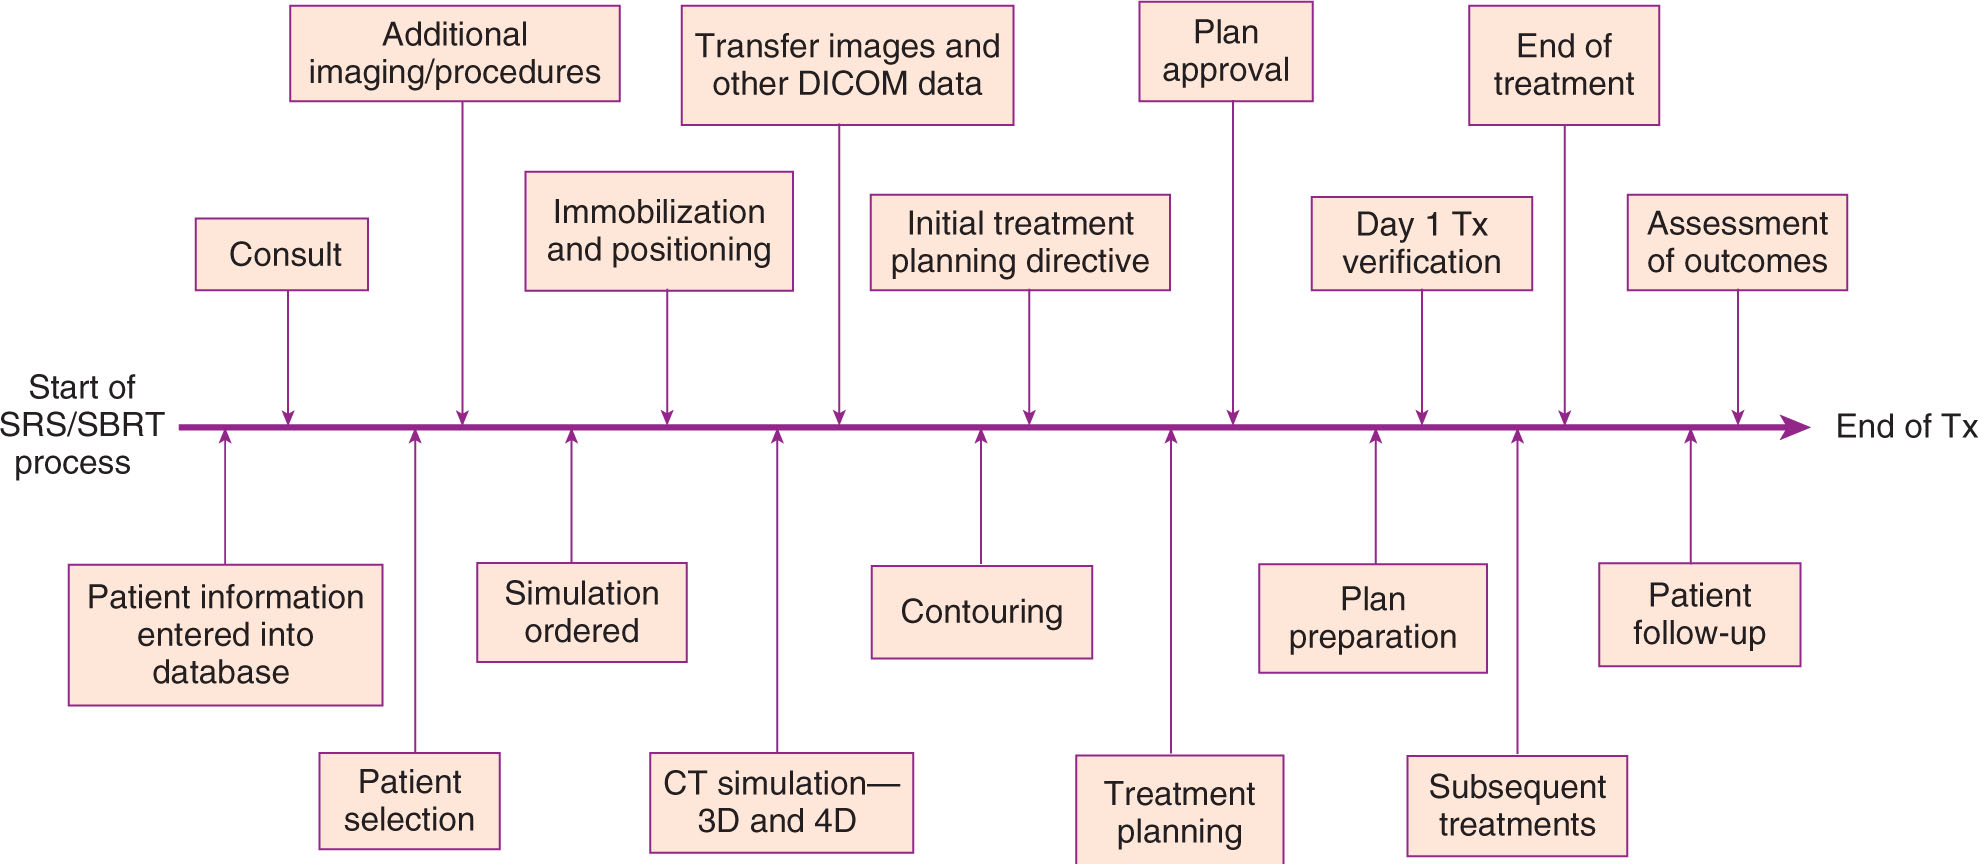 Additional
imaging/procedures
Transfer images and
other DICOM data
Plan
approval
End of
treatment
Consult
Immobilization
and positioning
Initial treatment
planning directive
Day 1 Tx
verification
Assessment
of outcomes
Start of
SRS/SBRT
process
End of Tx
Patient information
entered into
database
Simulation
ordered
Contouring
Plan
preparation
Patient
follow-up
Patient
selection
CT simulation—
3D and 4D
Treatment
planning
Subsequent
treatments